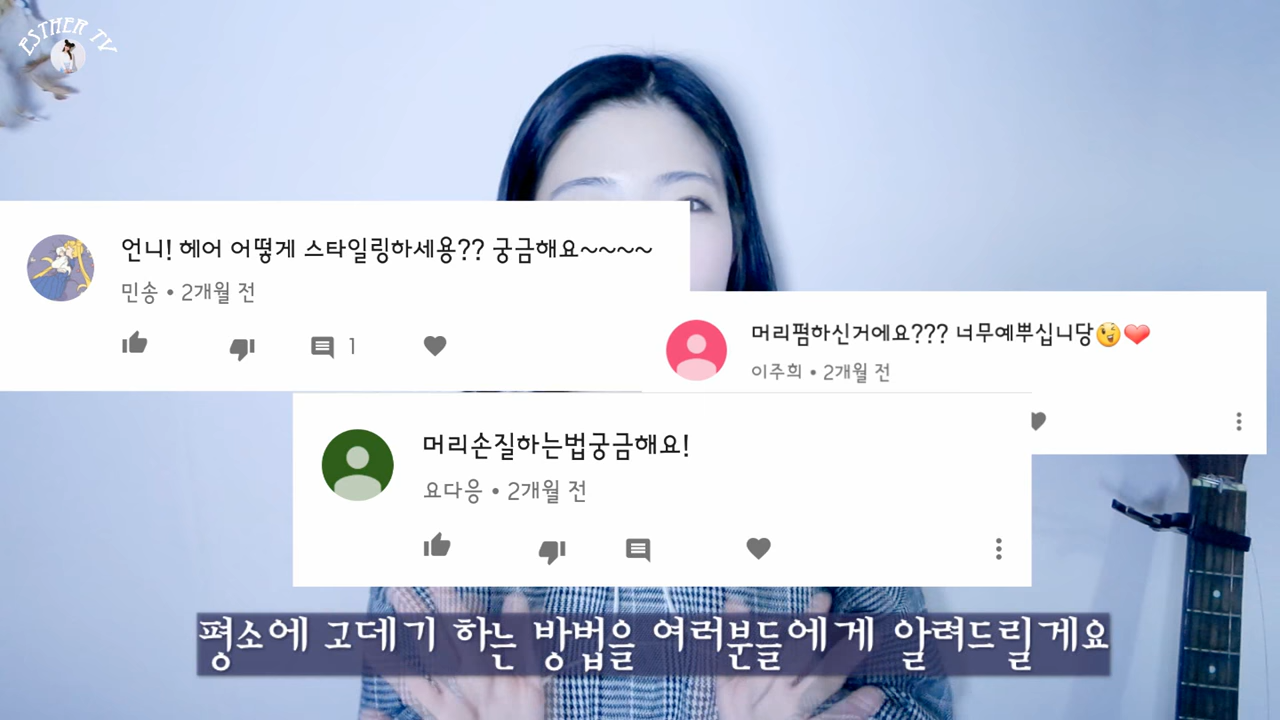 ESTHER TV
언니! 헤어 어떻게 스타일링하세용?? 궁금해요~~~~
민송 • 2개월 전
1
머리펌하신거에요??? 너무예쁘십니당😉❤
이주희 • 2개월 전
머리손질하는법궁금해요!
요다응 • 2개월 전
평소에 고데기 하는 방법을 여러분들에게 알려드릴게요